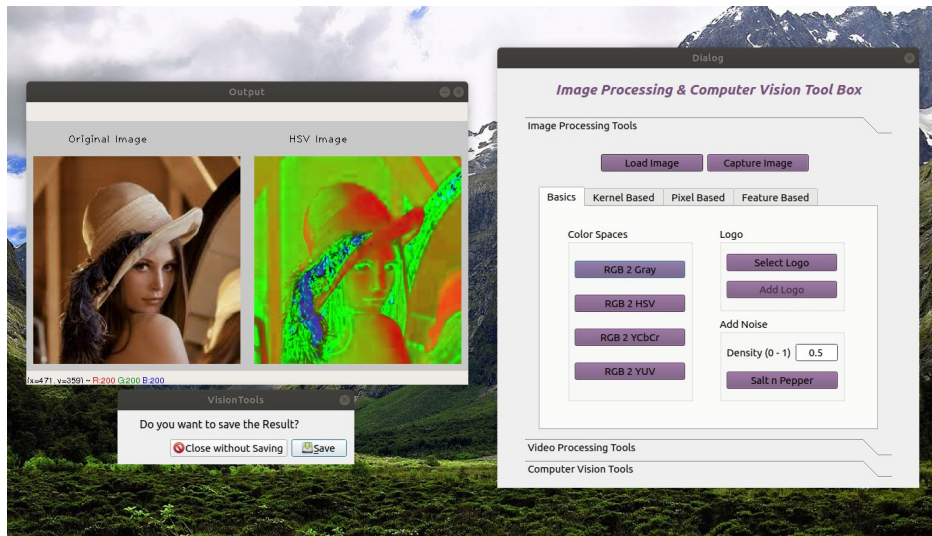 Output
Original Image
HSV Image
(x=471, y=359) ~ R:200 G:200 B:200
VisionTools
Do you want to save the Result?
Close without Saving
Save
Dialog
Image Processing & Computer Vision Tool Box
Image Processing Tools
Load Image
Capture Image
Basics
Kernel Based
Pixel Based
Feature Based
Color Spaces
RGB 2 Gray
RGB 2 HSV
RGB 2 YCbCr
RGB 2 YUV
Logo
Select Logo
Add Logo
Add Noise
Density (0 - 1)
0.5
Salt n Pepper
Video Processing Tools
Computer Vision Tools